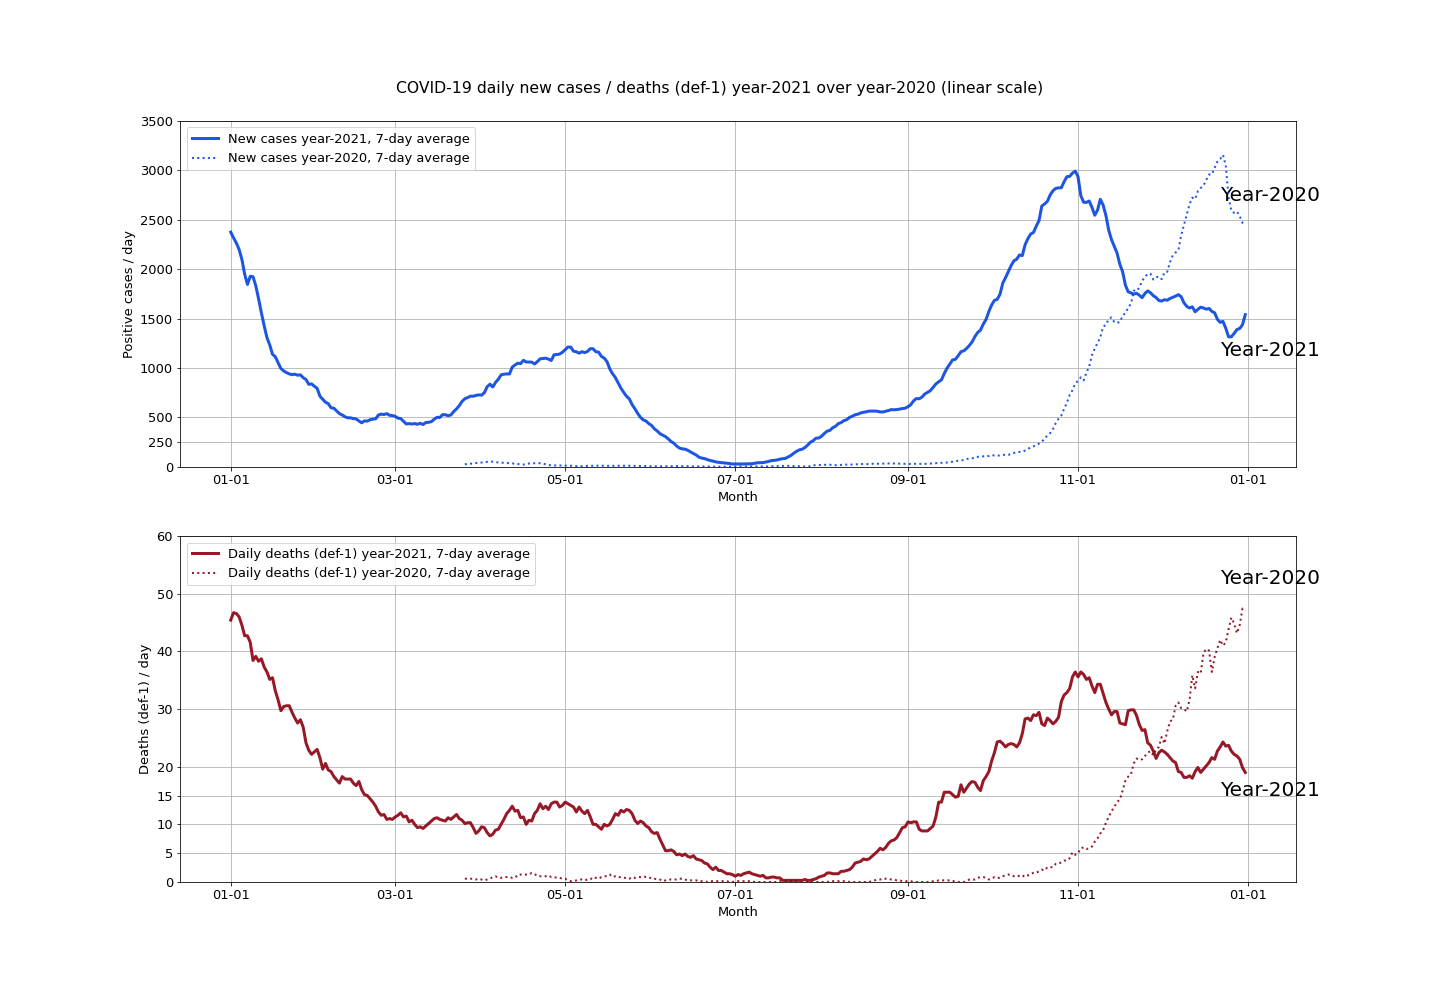 COVID-19 daily new cases / deaths (def-1) year-2021 over year-2020 (linear scale)
3500
3000
2500
2000
1500
1000
500
250
0
Positive cases / day
New cases year-2021, 7-day average
New cases year-2020, 7-day average
Year-2020
Year-2021
01-01 03-01 05-01 07-01 09-01 11-01 01-01
Month
60
50
40
30
20
15
10
5
0
Deaths (def-1) / day
Daily deaths (def-1) year-2021, 7-day average
Daily deaths (def-1) year-2020, 7-day average
Year-2020
Year-2021
01-01 03-01 05-01 07-01 09-01 11-01 01-01
Month